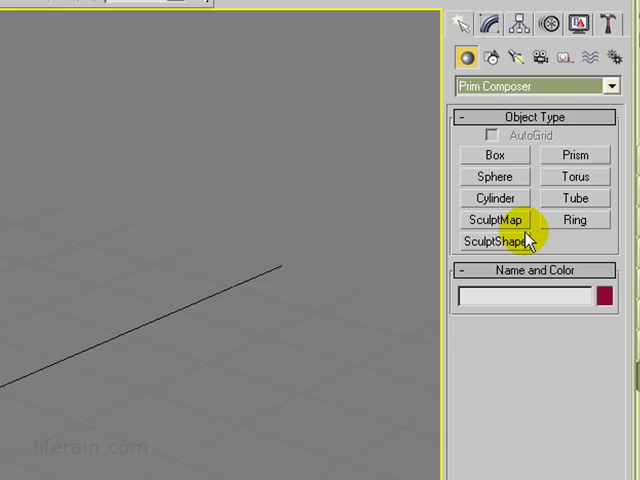 Prim Composer
- Object Type
AutoGrid
Box Prism
Sphere Torus
Cylinder Tube
SculptMap Ring
SculptShape
- Name and Color
liferain.com